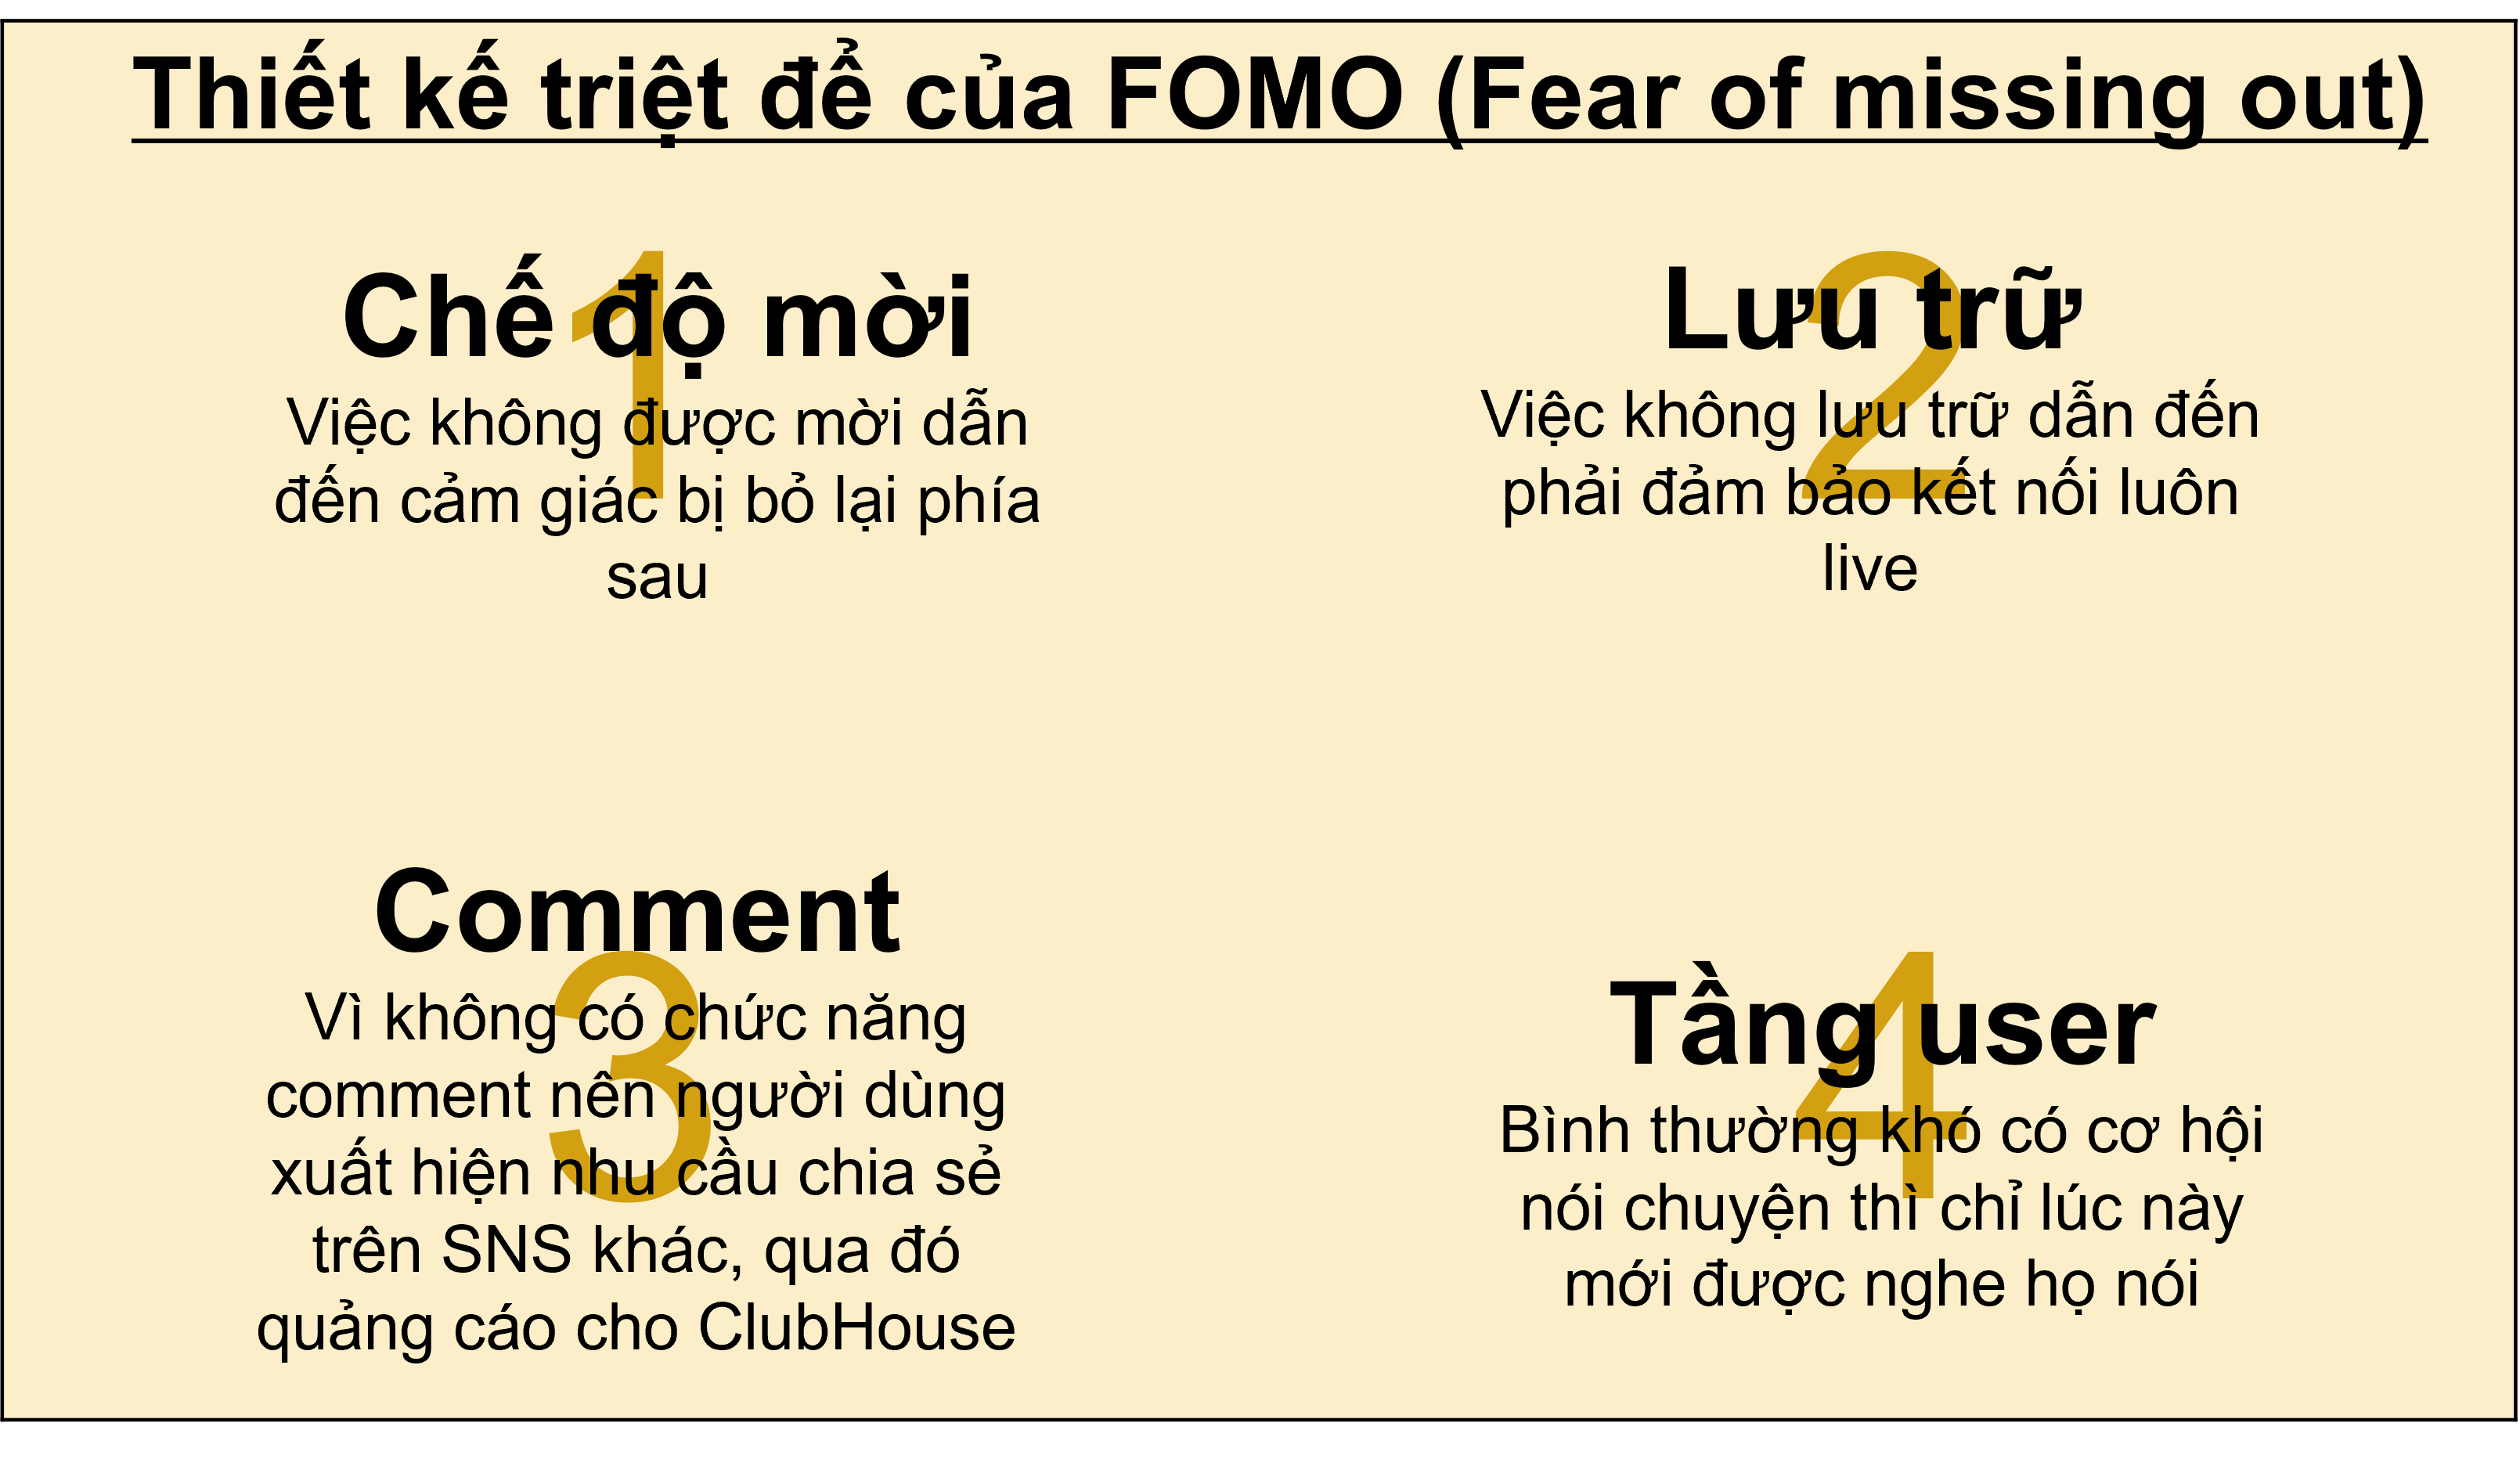 Thiết kế triệt để của FOMO (Fear of missing out)
1
Chế độ mời
Việc không được mời dẫn
đến cảm giác bị bỏ lại phía
sau
2
Lưu trữ
Việc không lưu trữ dẫn đến
phải đảm bảo kết nối luôn
live
3
Comment
Vì không có chức năng
comment nên người dùng
xuất hiện nhu cầu chia sẻ
trên SNS khác, qua đó
quảng cáo cho ClubHouse
4
Tầng user
Bình thường khó có cơ hội
nói chuyện thì chỉ lúc này
mới được nghe họ nói